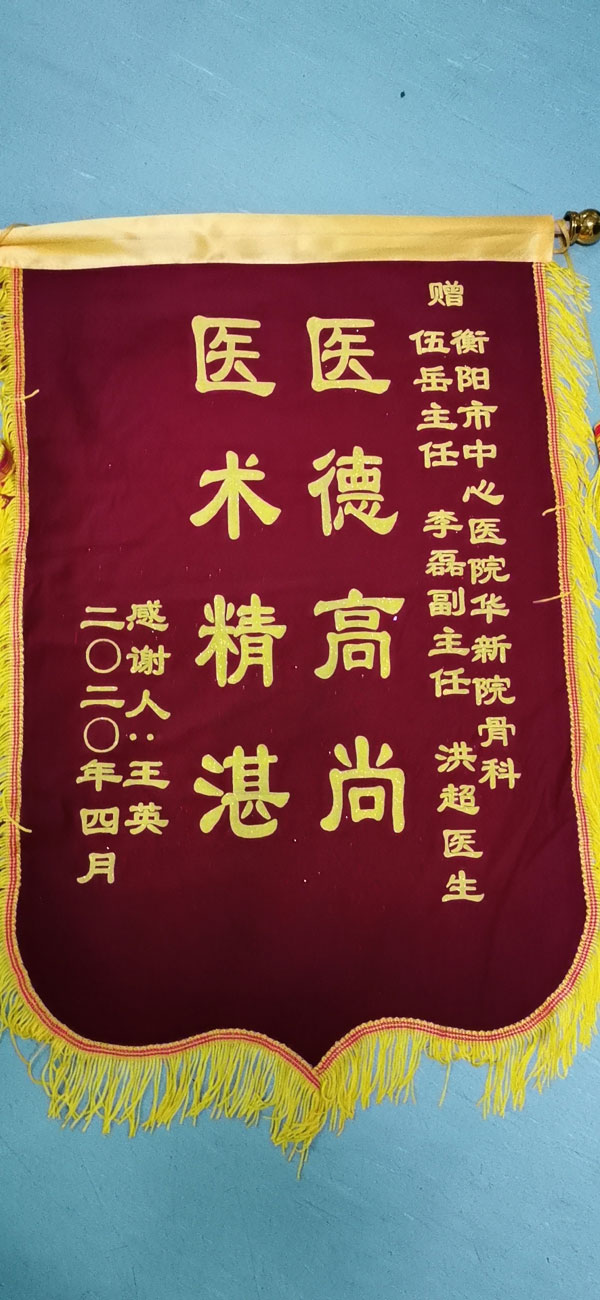 赠
衡阳市中心医院华新院骨科
伍岳主任 李磊副主任 洪超医生
医德高尚
医术精湛
感谢人:王英
二〇二〇年四月